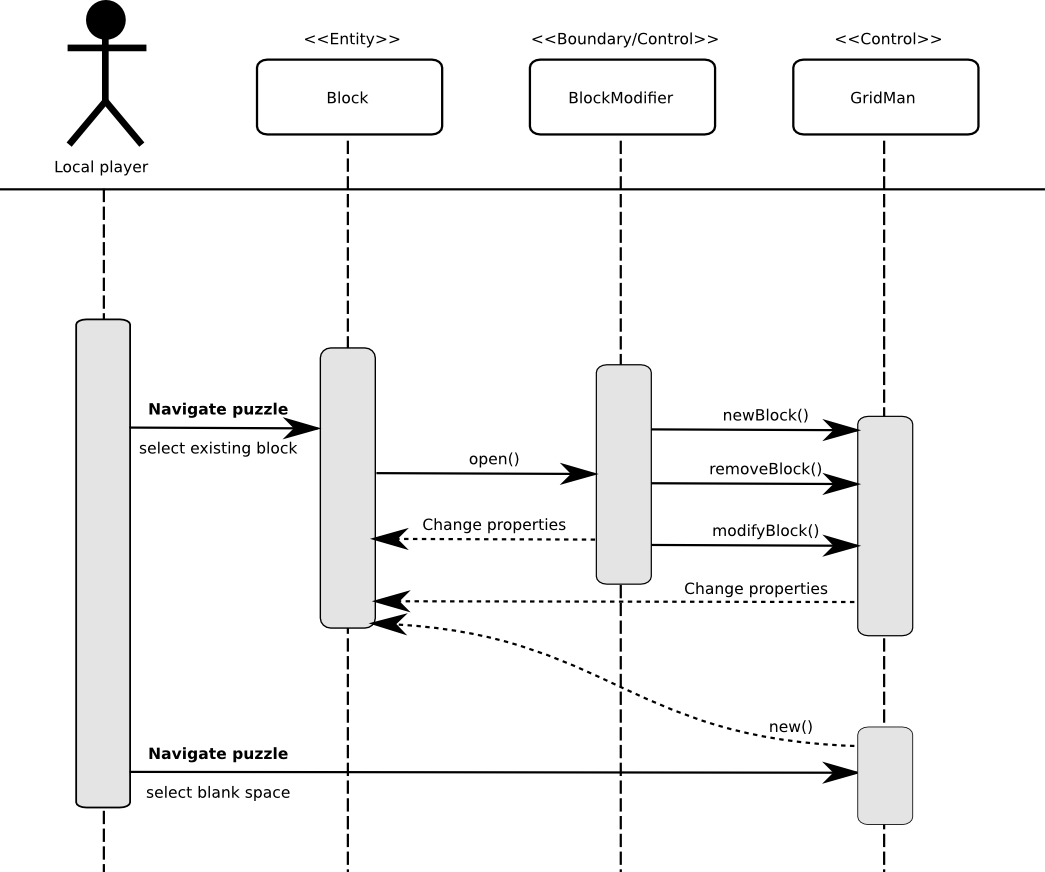 <<Entity>>
<<Boundary/Control>>
<<Control>>
Block
BlockModifier
GridMan
Local player
Navigate puzzle
select existing block
newBlock()
open()
removeBlock()
Change properties
modifyBlock()
Change properties
new()
Navigate puzzle
select blank space